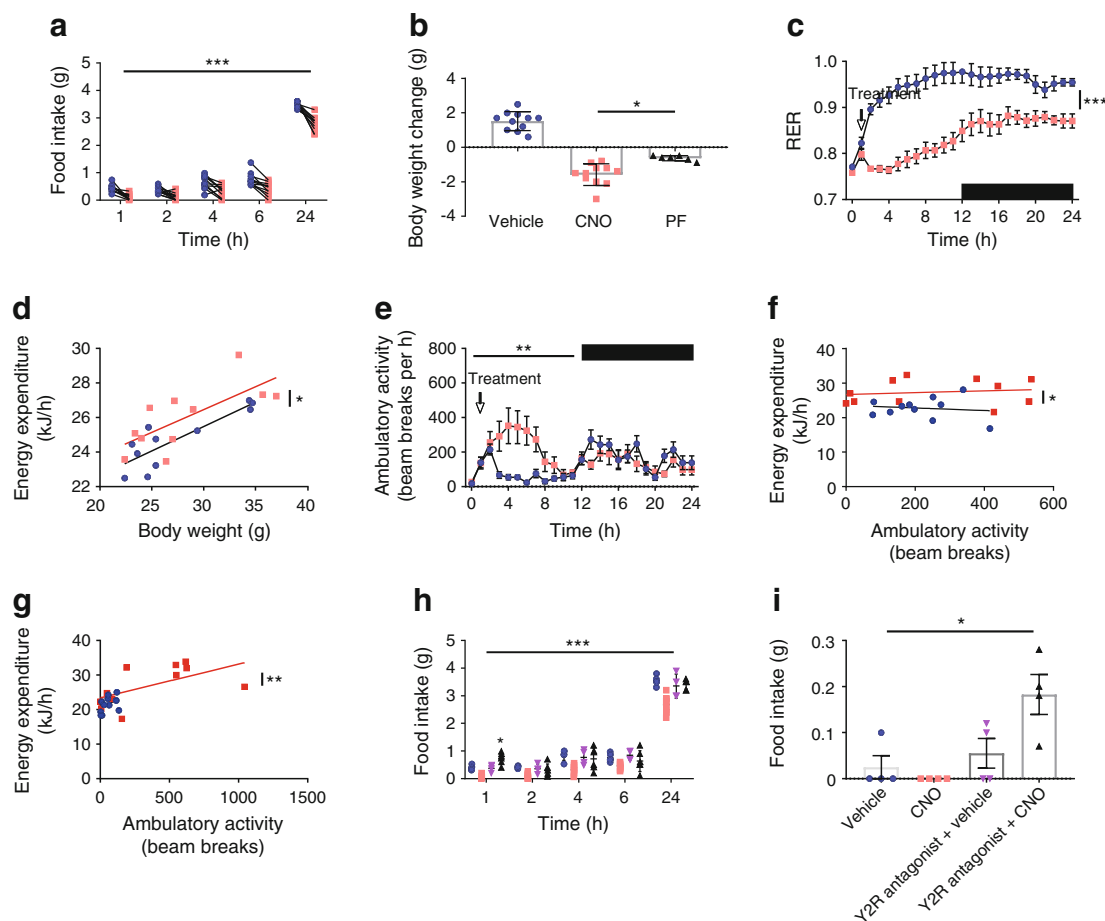 a
Food intake (g)
***
5
4
3
2
1
0
1 2 4 6 24
Time (h)
b
Body weight change (g)
*
4
2
0
-2
-4
Vehicle CNO PF
c
RER
1.0
0.9
0.8
0.7
Treatment
***
0 4 8 12 16 20 24
Time (h)
d
Energy expenditure
(kJ/h)
30
28
26
24
22
*
20 25 30 35 40
Body weight (g)
e
Ambulatory activity
(beam breaks per h)
800
600
400
200
0
**
Treatment
0 4 8 12 16 20 24
Time (h)
f
Energy expenditure
(kJ/h)
40
30
20
10
0
*
0 200 400 600
Ambulatory activity
(beam breaks)
g
Energy expenditure
(kJ/h)
40
30
20
10
0
**
0 500 1000 1500
Ambulatory activity
(beam breaks)
h
Food intake (g)
5
4
3
2
1
0
***
*
1 2 4 6 24
Time (h)
i
Food intake (g)
0.3
0.2
0.1
0
*
Vehicle
CNO
Y2R antagonist + vehicle
Y2R antagonist + CNO